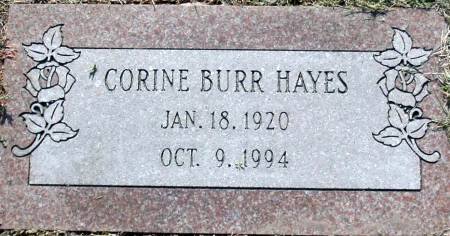 CORINE BURR HAYES
JAN. 18, 1920
OCT. 9, 1994